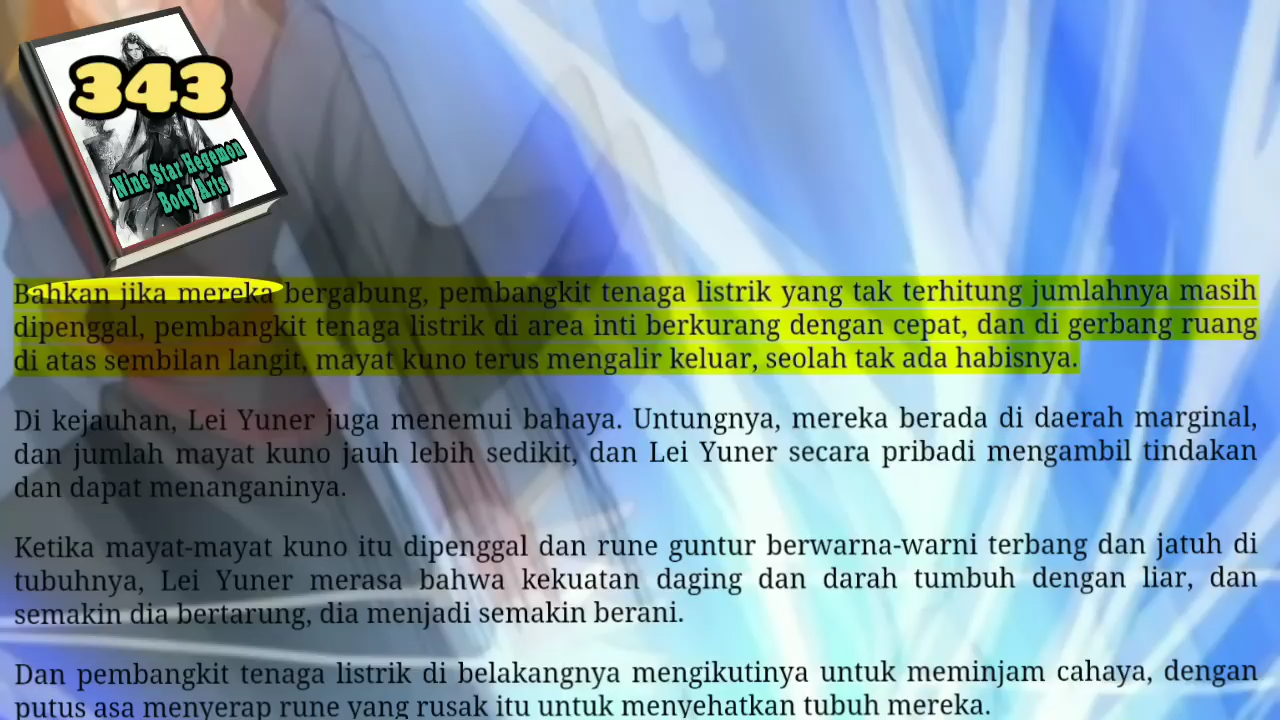 343
Nine Star Hegemon
Body Arts
Bahkan jika mereka bergabung, pembangkit tenaga listrik yang tak terhitung jumlahnya masih
dipenggal, pembangkit tenaga listrik di area inti berkurang dengan cepat, dan di gerbang ruang
di atas sembilan langit, mayat kuno terus mengalir keluar, seolah tak ada habisnya.
Di kejauhan, Lei Yuner juga menemui bahaya. Untungnya, mereka berada di daerah marginal,
dan jumlah mayat kuno jauh lebih sedikit, dan Lei Yuner secara pribadi mengambil tindakan
dan dapat menanganinya.
Ketika mayat-mayat kuno itu dipenggal dan rune guntur berwarna-warni terbang dan jatuh di
tubuhnya, Lei Yuner merasa bahwa kekuatan daging dan darah tumbuh dengan liar, dan
semakin dia bertarung, dia menjadi semakin berani.
Dan pembangkit tenaga listrik di belakangnya mengikutinya untuk meminjam cahaya, dengan
putus asa menyerap rune yang rusak itu untuk menyehatkan tubuh mereka.